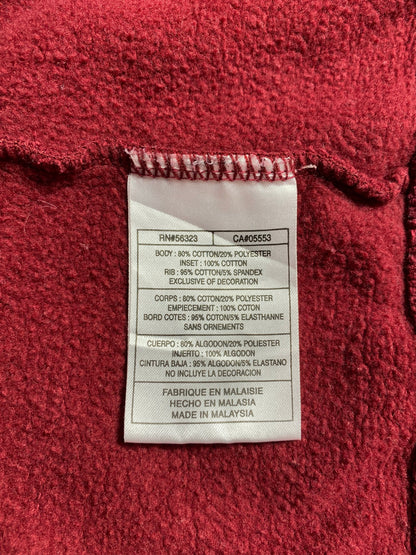 RN#56323 CA#05553
BODY : 80% COTTON/20% POLYESTER
INSET : 100% COTTON
RIB : 95% COTTON/5% SPANDEX
EXCLUSIVE OF DECORATION
CORPS : 80% COTON/20% POLYESTER
EMPIECEMENT : 100% COTON
BORD COTES : 95% COTON/5% ELASTHANNE
SANS ORNEMENTS
CUERPO : 80% ALGODON/20% POLIESTER
INJERTO : 100% ALGODON
CINTURA BAJA : 95% ALGODON/5% ELASTANO
NO INCLUYE LA DECORACION
FABRIQUE EN MALAISIE
HECHO EN MALASIA
MADE IN MALAYSIA